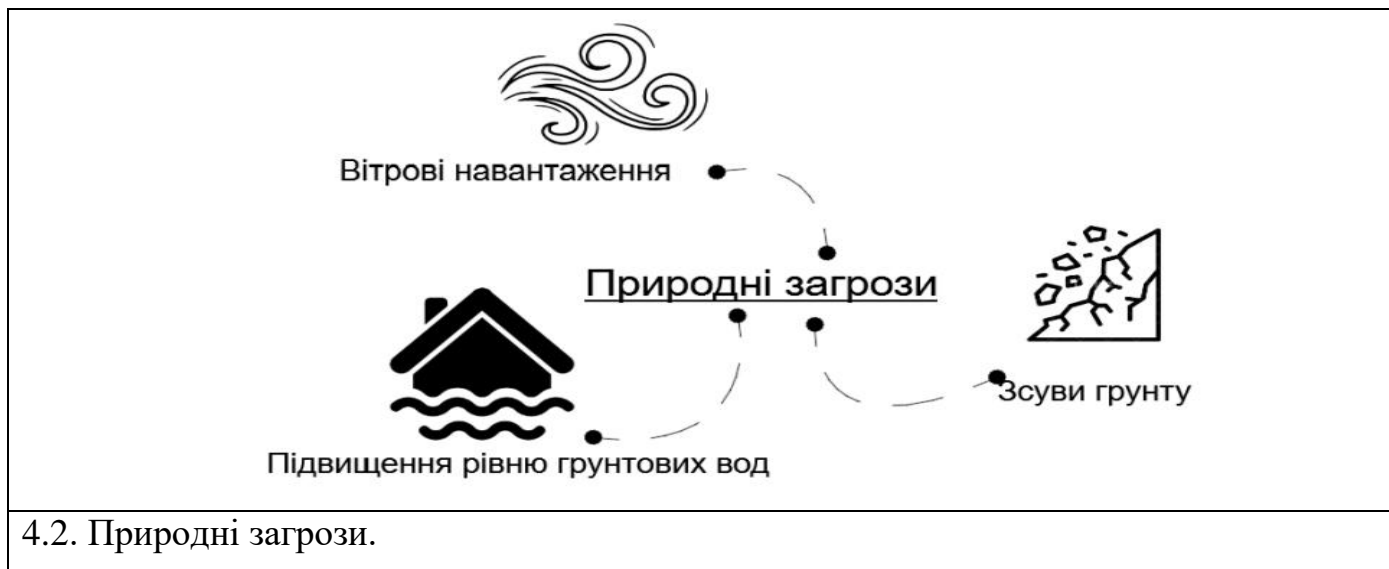 Вітрові навантаження
Природні загрози
Зсуви грунту
Підвищення рівню грунтових вод
4.2. Природні загрози.